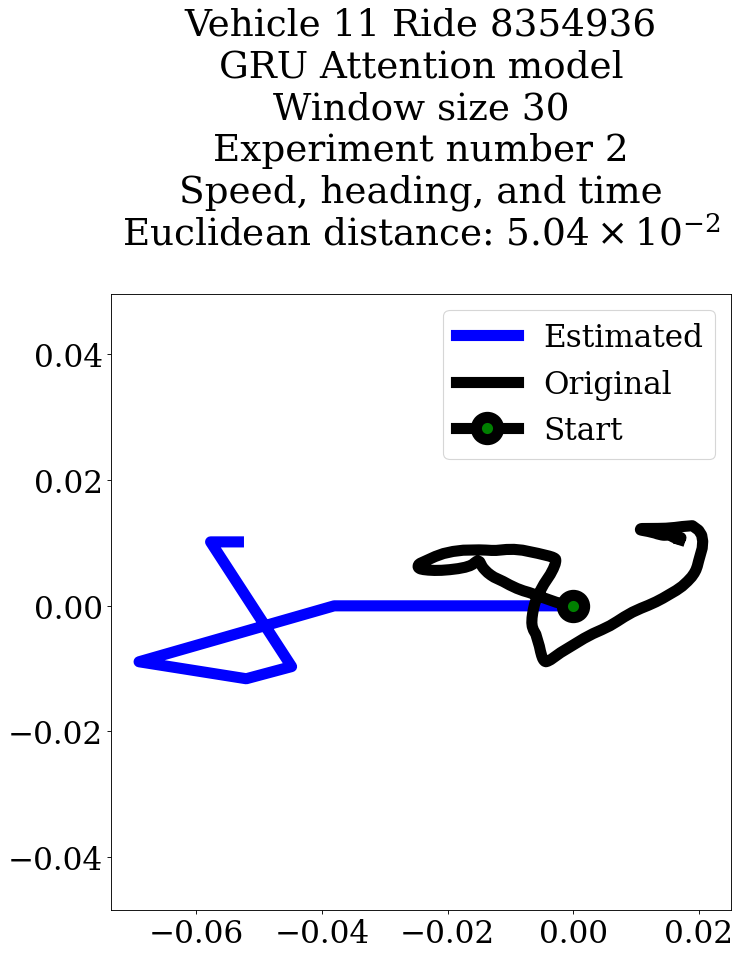 Vehicle 11 Ride 8354936
GRU Attention model
Window size 30
Experiment number 2
Speed, heading, and time
Euclidean distance: 5.04 × 10⁻²
Estimated
Original
Start
0.04
0.02
0.00
−0.02
−0.04
−0.06 −0.04 −0.02 0.00 0.02